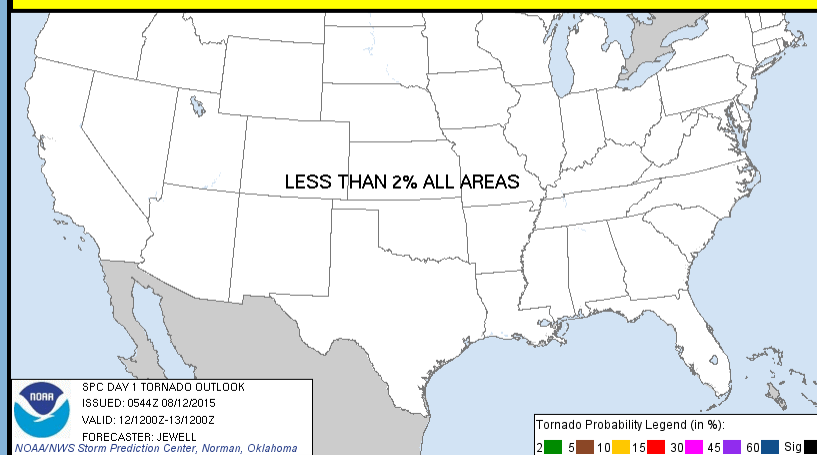 LESS THAN 2% ALL AREAS
NOAA
SPC DAY 1 TORNADO OUTLOOK
ISSUED: 0544Z 08/12/2015
VALID: 12/1200Z-13/1200Z
FORECASTER: JEWELL
NOAA/NWS Storm Prediction Center, Norman, Oklahoma
Tornado Probability Legend (in %):
2 5 10 15 30 45 60 Sig